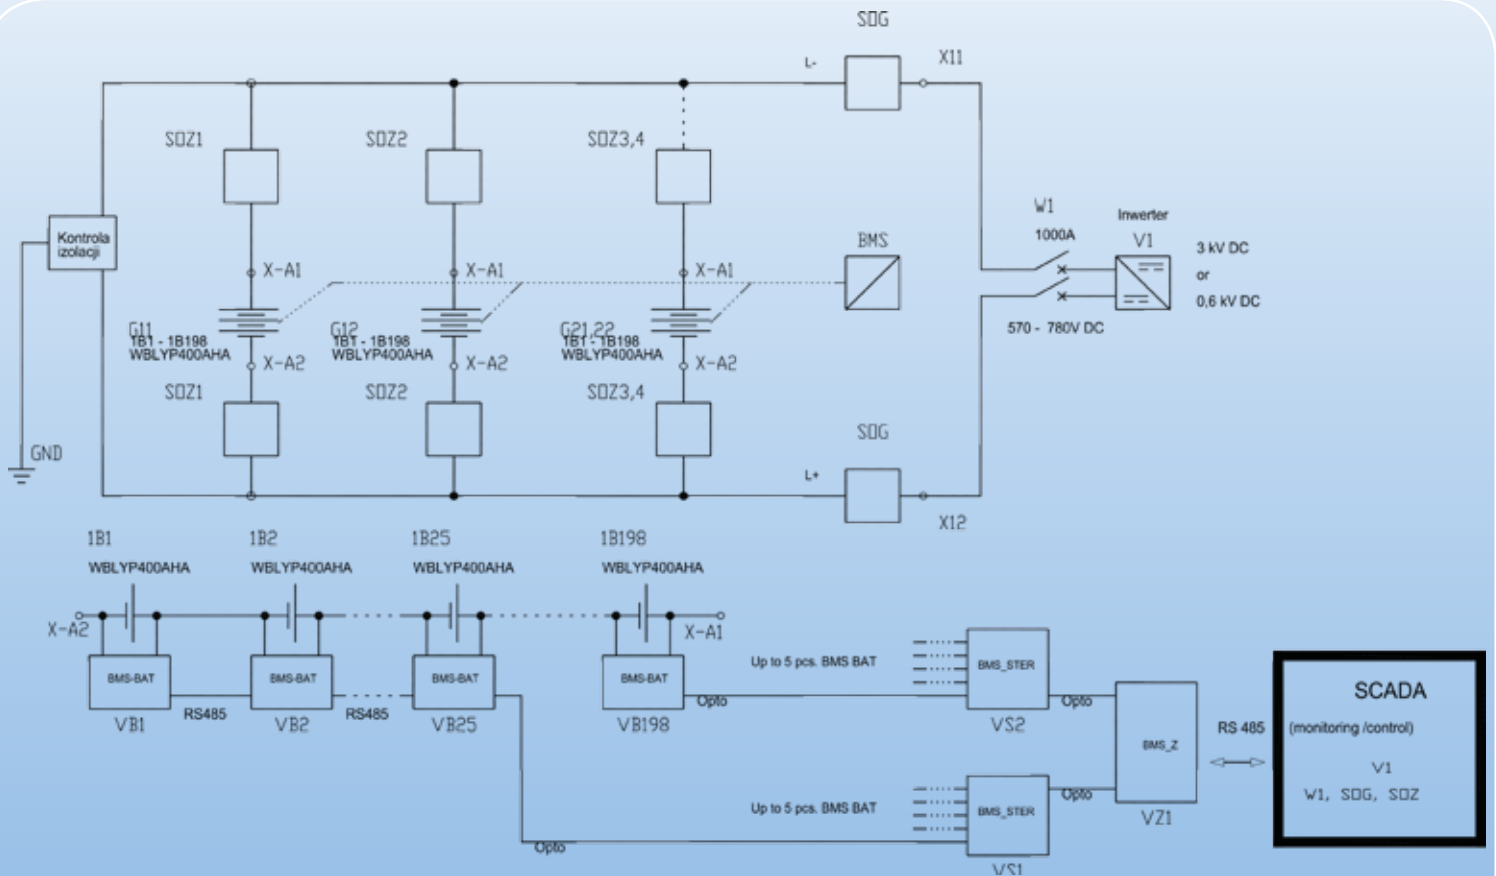 SOG
X11
L-
SOZ1
SOZ2
SOZ3,4
W1
1000A
Inwerter
V1
Kontrola
izolacji
BMS
3 kV DC
or
0,6 kV DC
X-A1
X-A1
X-A1
570 - 780V DC
G11
1B1 - 1B198
WBLYP400AHA
G12
1B1 - 1B198
WBLYP400AHA
G21,22
1B1 - 1B198
WBLYP400AHA
X-A2
X-A2
X-A2
SOZ1
SOZ2
SOZ3,4
SOG
GND
L+
X12
1B1
1B2
1B25
1B198
WBLYP400AHA
WBLYP400AHA
WBLYP400AHA
WBLYP400AHA
X-A2
X-A1
BMS-BAT
BMS-BAT
BMS-BAT
BMS-BAT
Up to 5 pcs. BMS BAT
BMS_STER
RS485
RS485
Opto
Opto
VB1
VB2
VB25
VB198
VS2
SCADA
RS 485
(monitoring /control)
BMS_Z
V1
W1, SOG, SOZ
Opto
Up to 5 pcs. BMS BAT
BMS_STER
VZ1
Opto
VS1